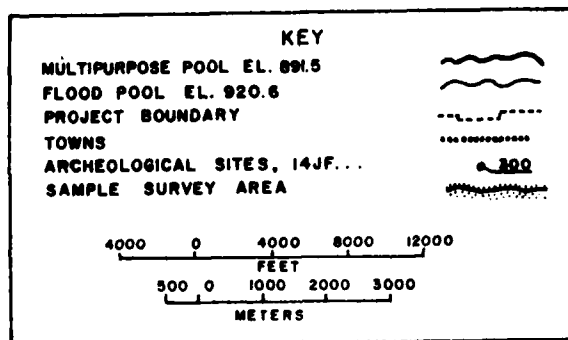 KEY
MULTIPURPOSE POOL EL. 891.5
FLOOD POOL EL. 920.6
PROJECT BOUNDARY
TOWNS
ARCHEOLOGICAL SITES, 14JF... 300
SAMPLE SURVEY AREA
4000 0 4000 8000 12000
FEET
500 0 1000 2000 3000
METERS